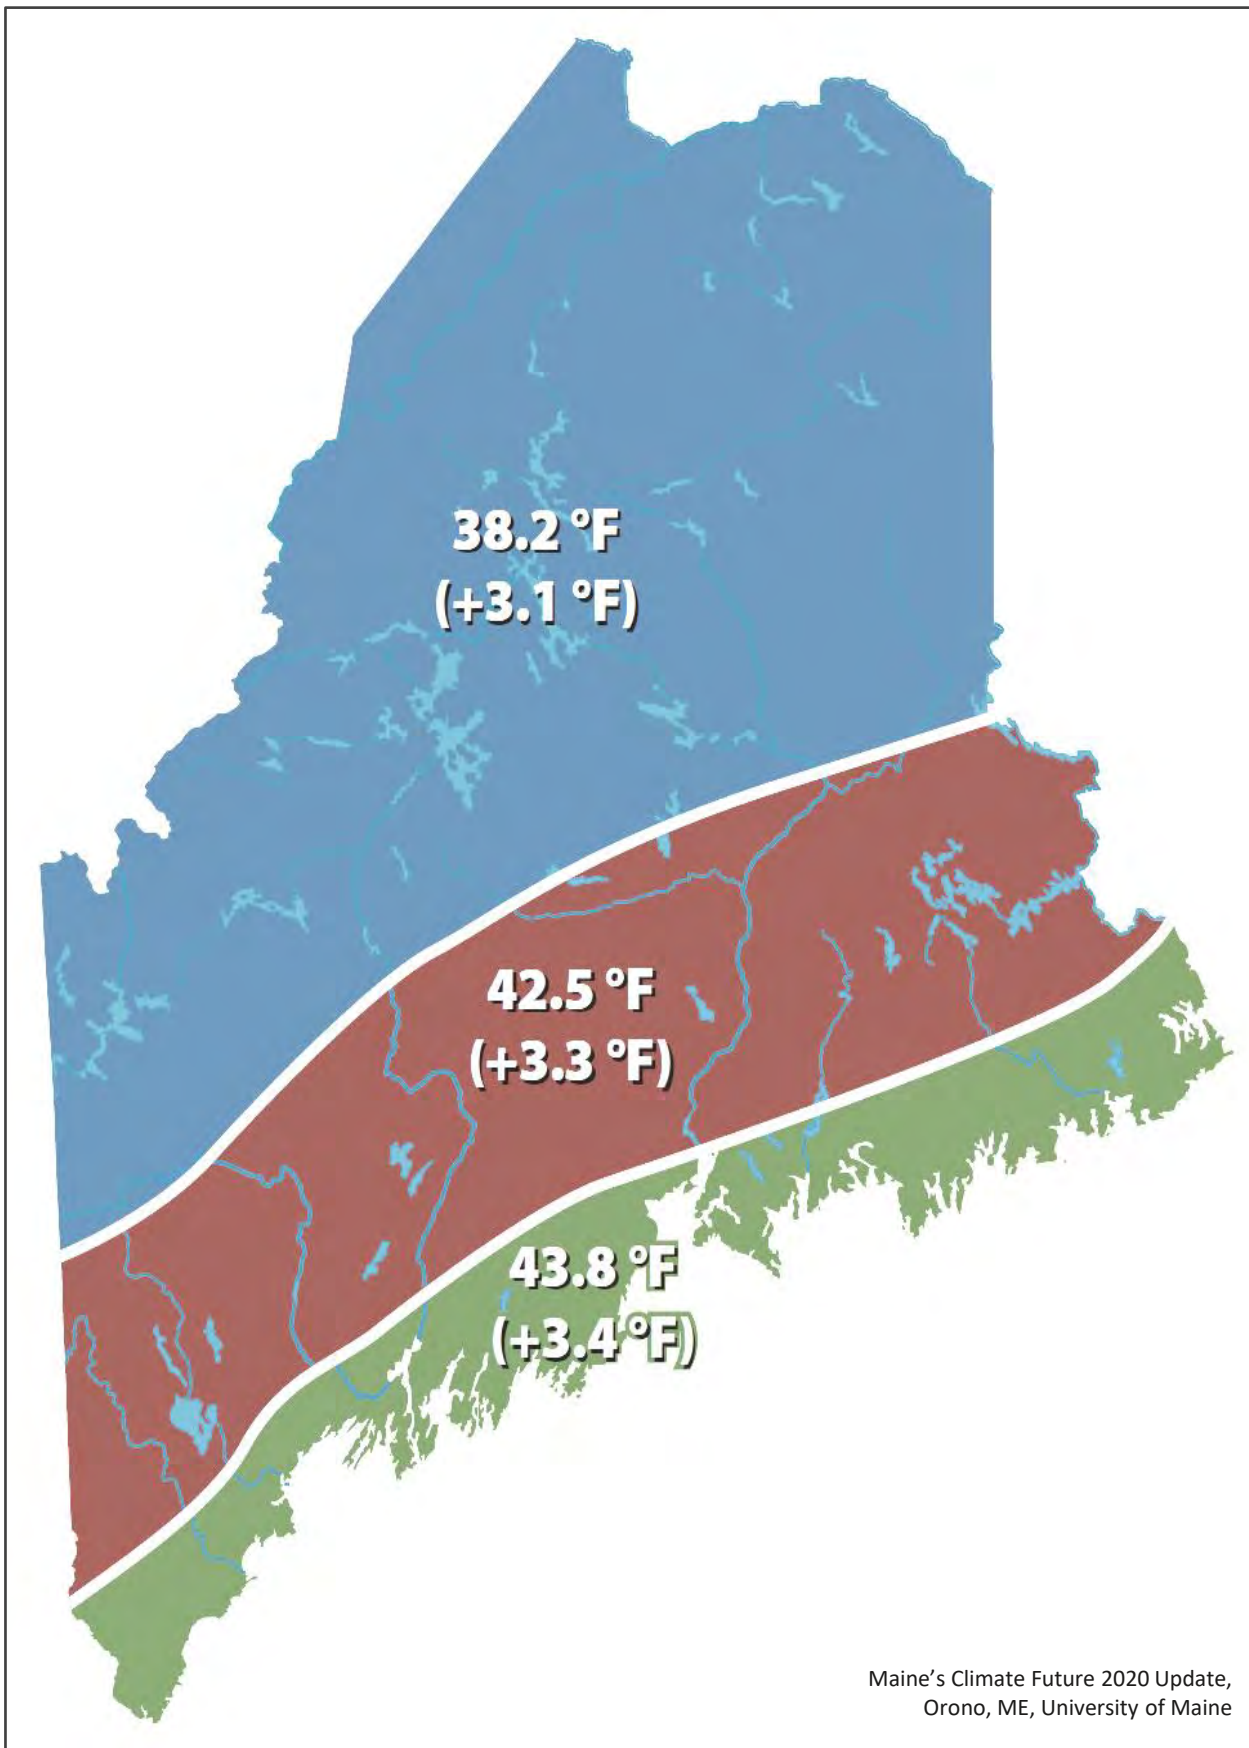 38.2 °F
(+3.1 °F)
42.5 °F
(+3.3 °F)
43.8 °F
(+3.4 °F)
Maine’s Climate Future 2020 Update,
Orono, ME, University of Maine